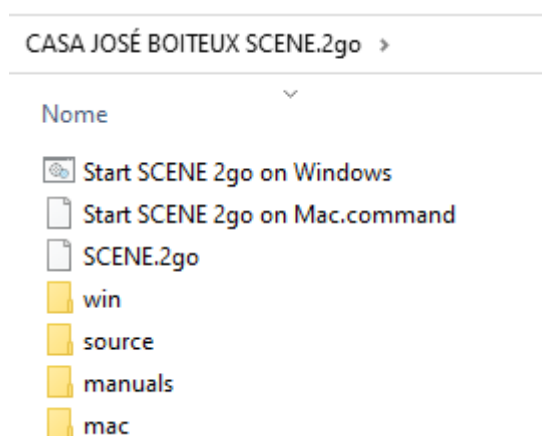 CASA JOSÉ BOITEUX SCENE.2go
Nome
Start SCENE 2go on Windows
Start SCENE 2go on Mac.command
SCENE.2go
win
source
manuals
mac